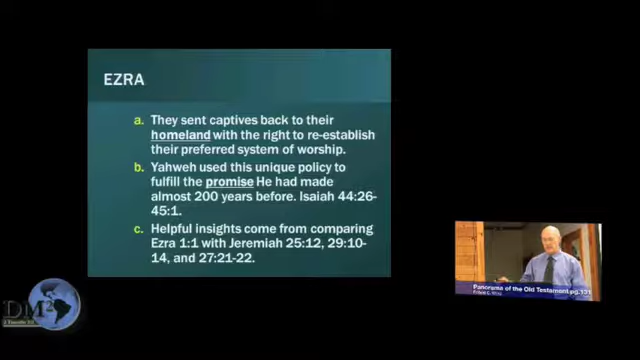 EZRA
a. They sent captives back to their
homeland with the right to re-establish
their preferred system of worship.
b. Yahweh used this unique policy to
fulfill the promise He had made
almost 200 years before. Isaiah 44:26-
45:1.
c. Helpful insights come from comparing
Ezra 1:1 with Jeremiah 25:12, 29:10-
14, and 27:21-22.
Panorama of the Old Testament pg.131
DM2